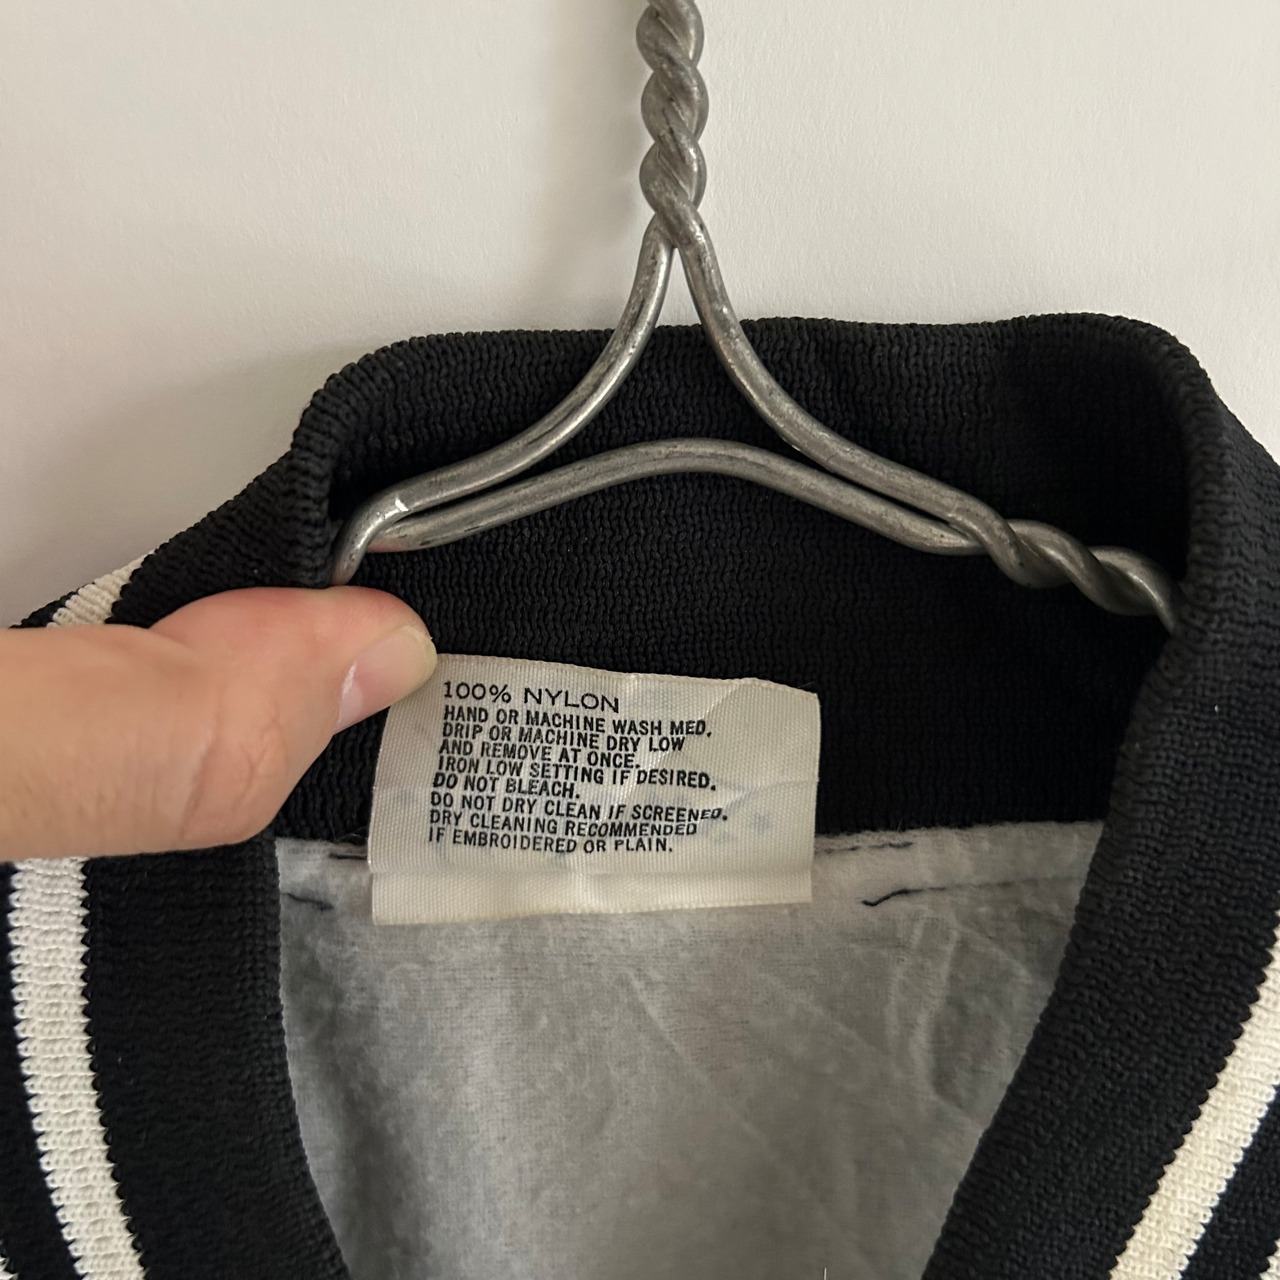 100% NYLON
HAND OR MACHINE WASH MED.
DRIP OR MACHINE DRY LOW
AND REMOVE AT ONCE.
IRON LOW SETTING IF DESIRED.
DO NOT BLEACH.
DO NOT DRY CLEAN IF SCREENED.
DRY CLEANING RECOMMENDED
IF EMBROIDERED OR PLAIN.